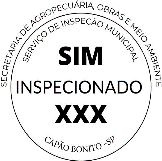 SECRETARIA DE AGROPECUÁRIA, OBRAS E MEIO AMBIENTE
SERVIÇO DE INSPEÇÃO MUNICIPAL
SIM
INSPECIONADO
XXX
CAPÃO BONITO -SP